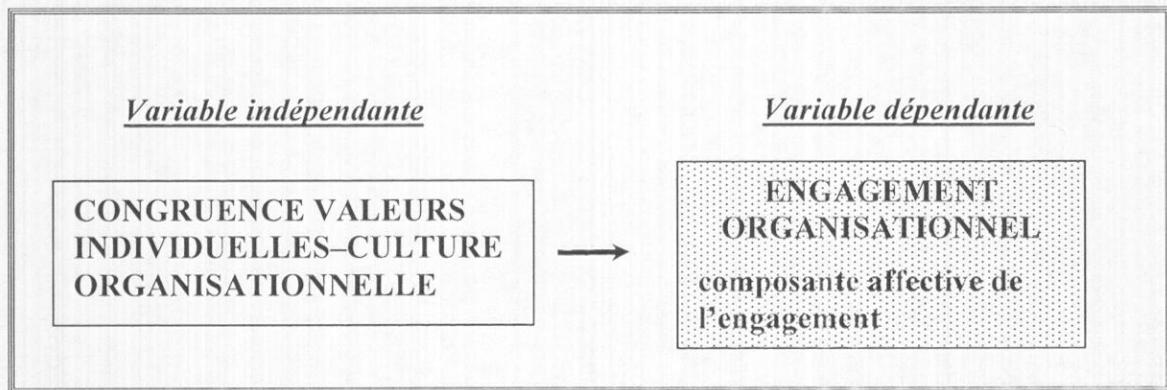 Variable indépendante
Variable dépendante
CONGRUENCE VALEURS
INDIVIDUELLES–CULTURE
ORGANISATIONNELLE
ENGAGEMENT
ORGANISATIONNEL
composante affective de
l'engagement